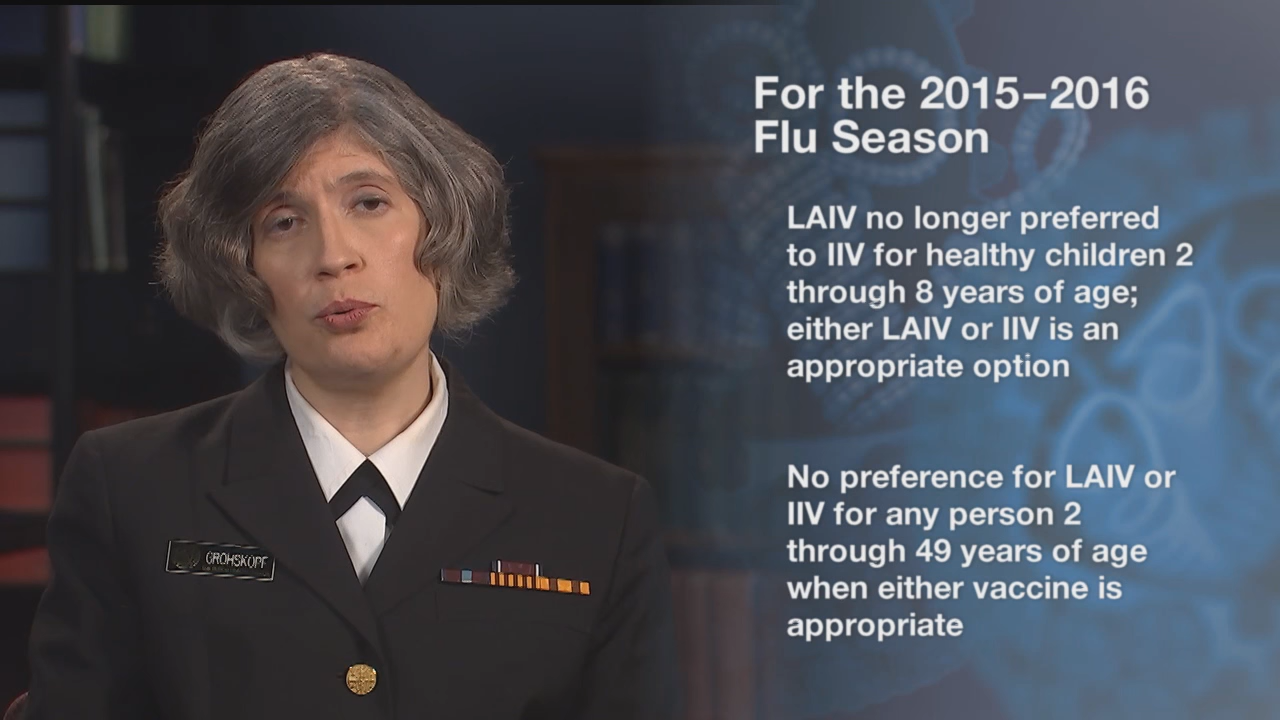 For the 2015–2016
Flu Season
LAIV no longer preferred
to IIV for healthy children 2
through 8 years of age;
either LAIV or IIV is an
appropriate option
No preference for LAIV or
IIV for any person 2
through 49 years of age
when either vaccine is
appropriate
GROHSKOPF